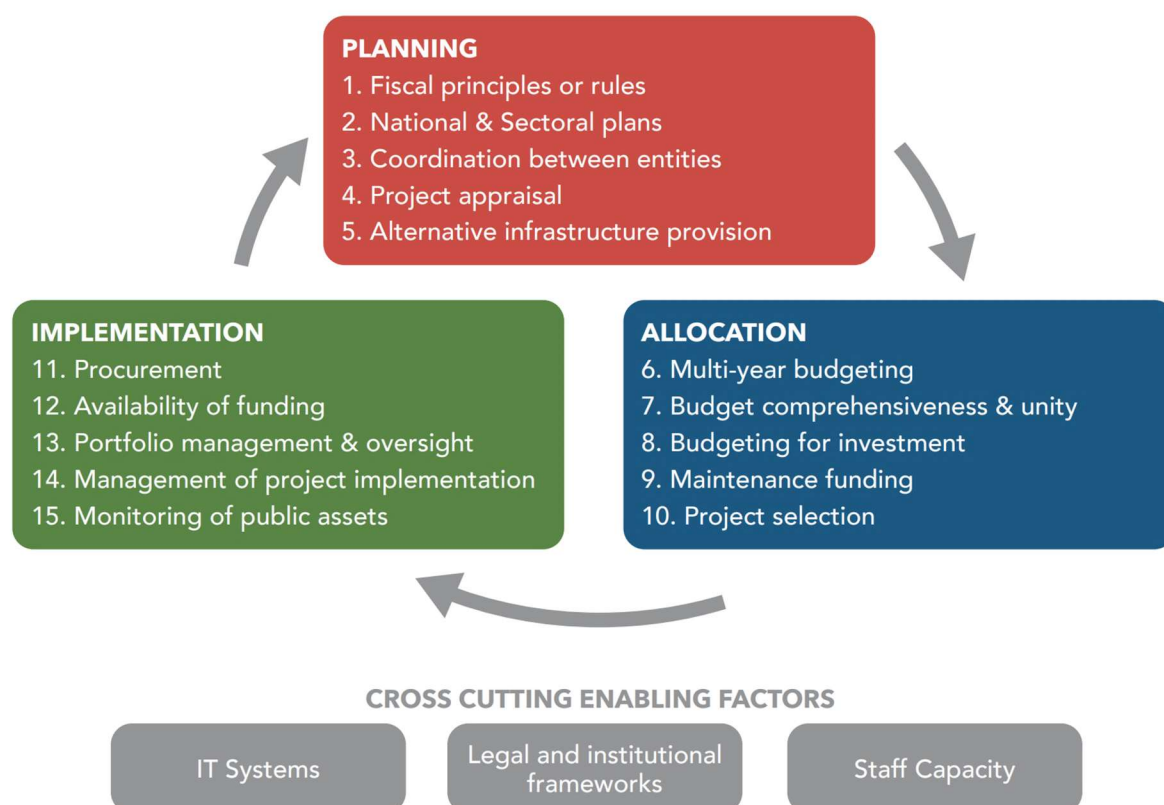 PLANNING
1. Fiscal principles or rules
2. National & Sectoral plans
3. Coordination between entities
4. Project appraisal
5. Alternative infrastructure provision
IMPLEMENTATION
11. Procurement
12. Availability of funding
13. Portfolio management & oversight
14. Management of project implementation
15. Monitoring of public assets
ALLOCATION
6. Multi-year budgeting
7. Budget comprehensiveness & unity
8. Budgeting for investment
9. Maintenance funding
10. Project selection
CROSS CUTTING ENABLING FACTORS
IT Systems
Legal and institutional
frameworks
Staff Capacity